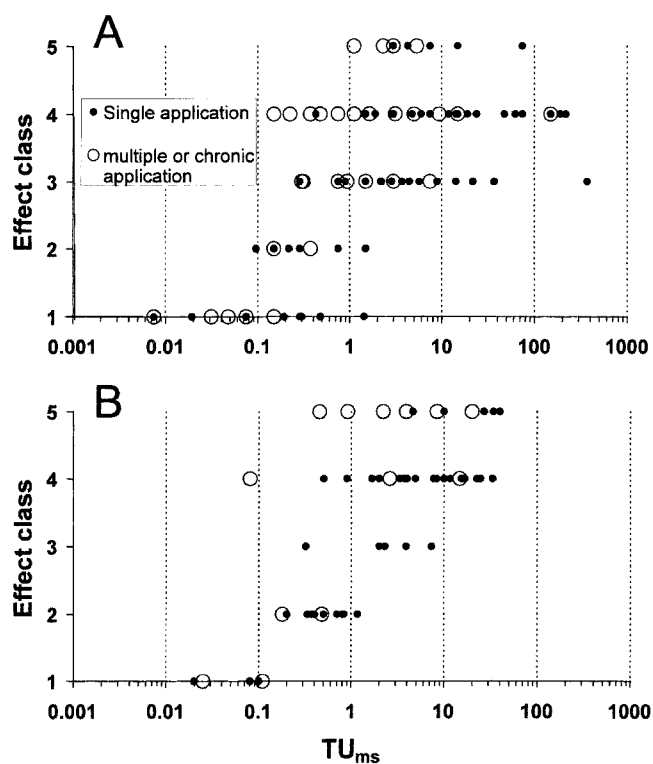 A
5
4
3
2
1
Effect class
Single application
multiple or chronic
application
0.001 0.01 0.1 1 10 100 1000
B
5
4
3
2
1
Effect class
0.001 0.01 0.1 1 10 100 1000
TUms